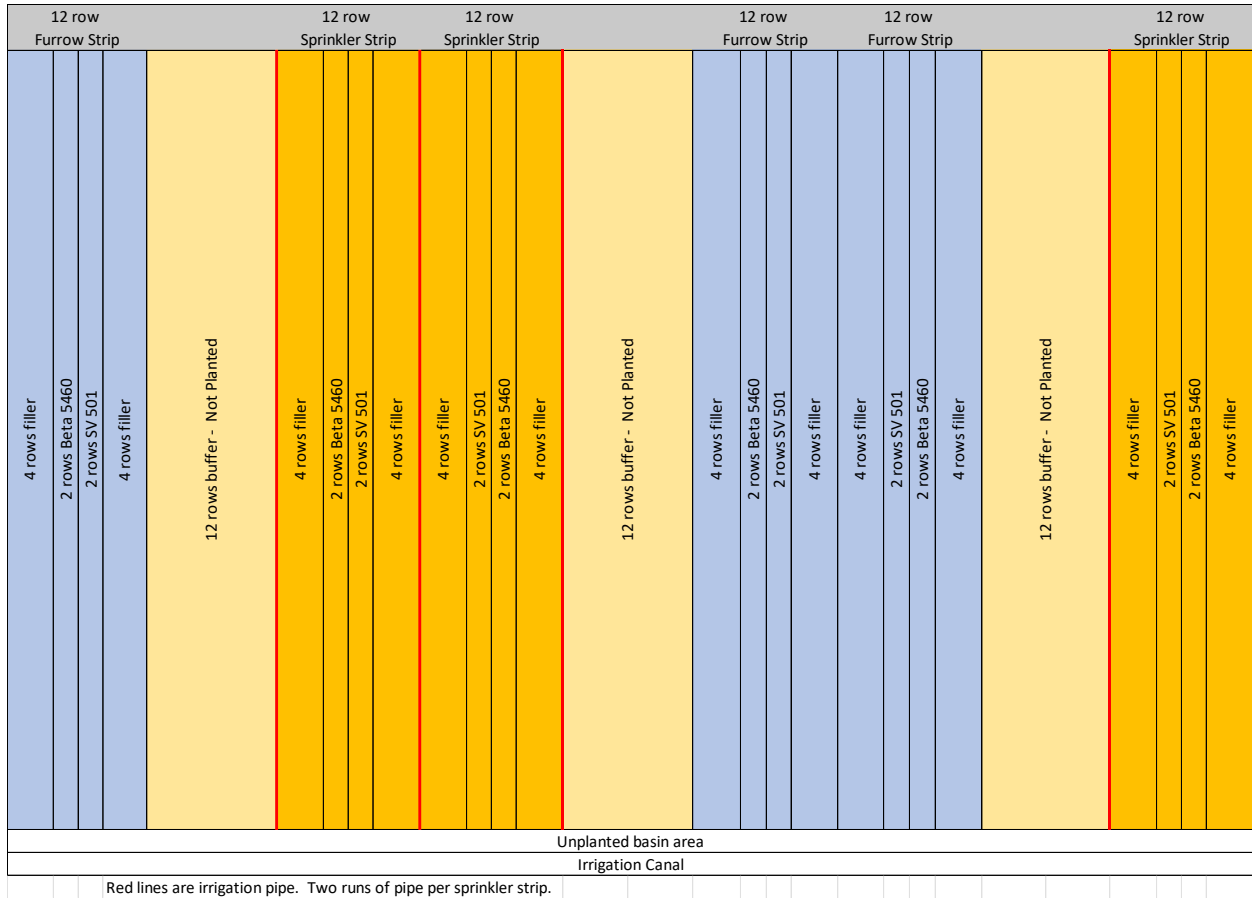 12 row
Furrow Strip
12 row
Sprinkler Strip
12 row
Sprinkler Strip
12 row
Furrow Strip
12 row
Furrow Strip
12 row
Sprinkler Strip
4 rows filler
2 rows Beta 5460
2 rows SV 501
4 rows filler
12 rows buffer - Not Planted
4 rows filler
2 rows Beta 5460
2 rows SV 501
4 rows filler
4 rows filler
2 rows SV 501
2 rows Beta 5460
4 rows filler
12 rows buffer - Not Planted
4 rows filler
2 rows Beta 5460
2 rows SV 501
4 rows filler
4 rows filler
2 rows SV 501
2 rows Beta 5460
4 rows filler
12 rows buffer - Not Planted
4 rows filler
2 rows SV 501
2 rows Beta 5460
4 rows filler
Unplanted basin area
Irrigation Canal
Red lines are irrigation pipe. Two runs of pipe per sprinkler strip.